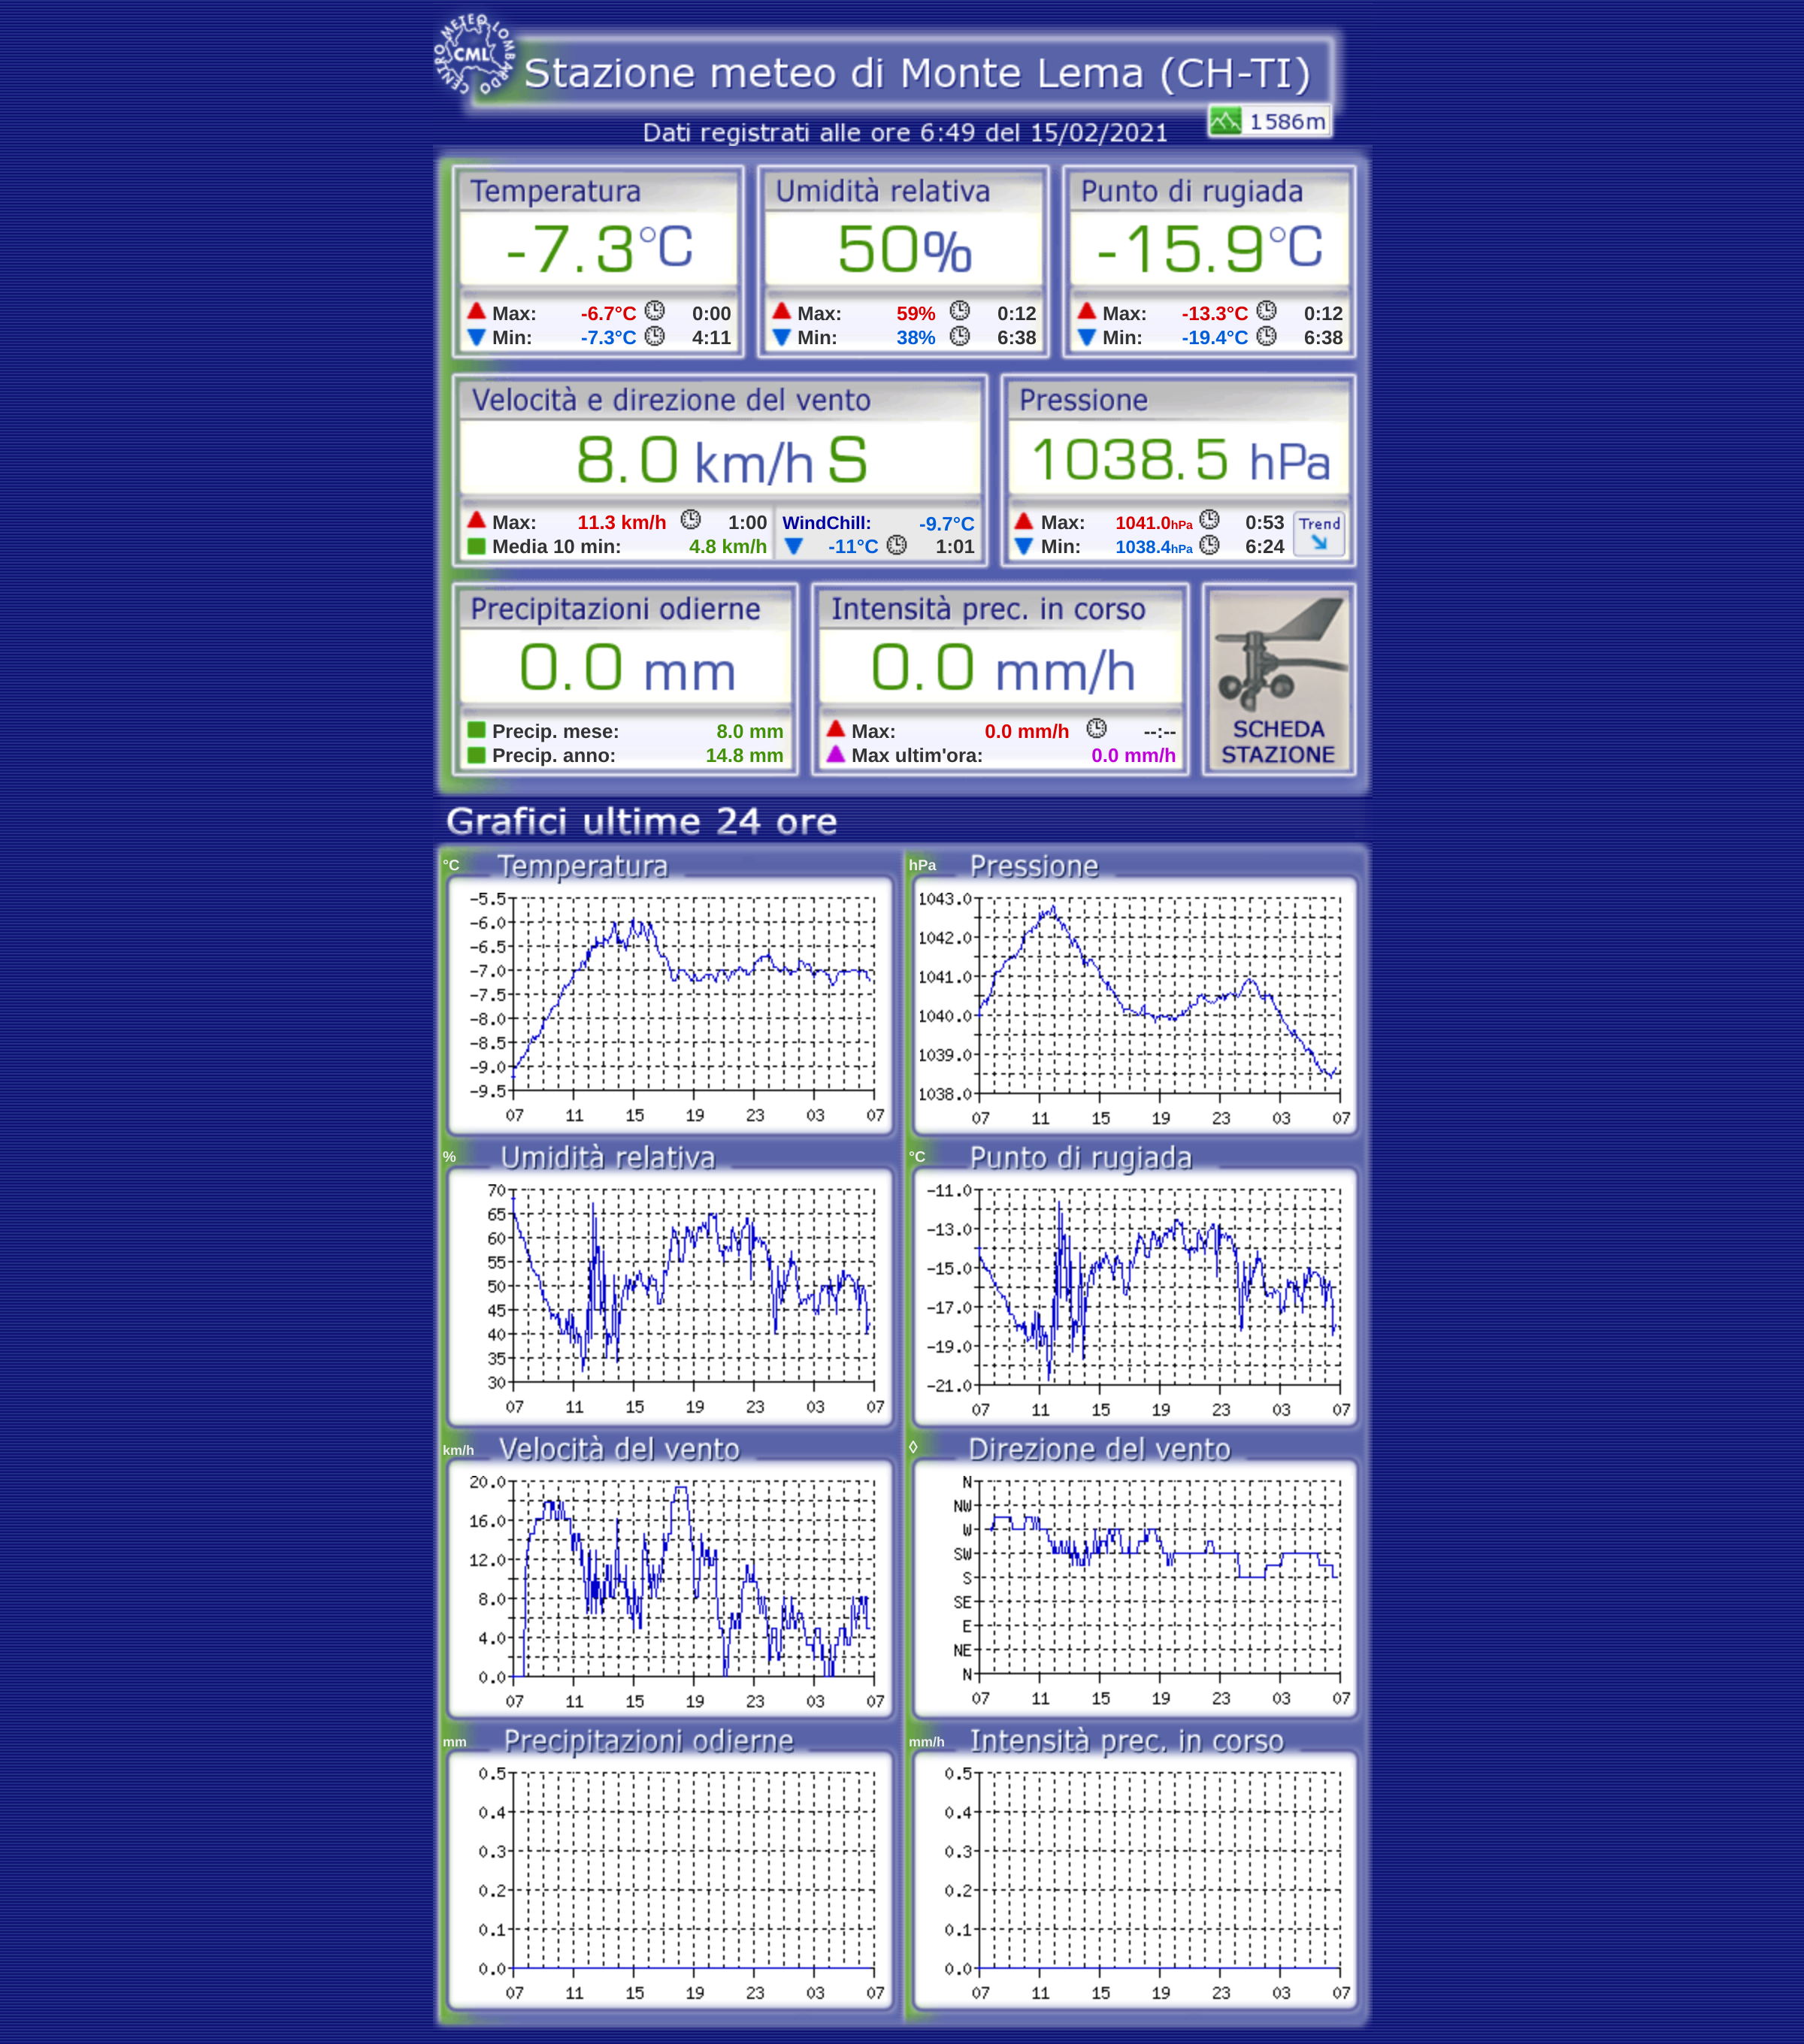 CENTRO METEO LOMBARDO
CML
Stazione meteo di Monte Lema (CH-TI)
1586m
Dati registrati alle ore 6:49 del 15/02/2021
Temperatura
-7.3°C
Max: -6.7°C 0:00
Min: -7.3°C 4:11
Umidità relativa
50%
Max: 59% 0:12
Min: 38% 6:38
Punto di rugiada
-15.9°C
Max: -13.3°C 0:12
Min: -19.4°C 6:38
Velocità e direzione del vento
8.0 km/h S
Max: 11.3 km/h 1:00
Media 10 min: 4.8 km/h
WindChill: -9.7°C
-11°C 1:01
Pressione
1038.5 hPa
Max: 1041.0hPa 0:53
Min: 1038.4hPa 6:24
Trend
Precipitazioni odierne
0.0 mm
Precip. mese: 8.0 mm
Precip. anno: 14.8 mm
Intensità prec. in corso
0.0 mm/h
Max: 0.0 mm/h --:--
Max ultim'ora: 0.0 mm/h
SCHEDA
STAZIONE
Grafici ultime 24 ore
°C Temperatura
-5.5
-6.0
-6.5
-7.0
-7.5
-8.0
-8.5
-9.0
-9.5
07 11 15 19 23 03 07
hPa Pressione
1043.0
1042.0
1041.0
1040.0
1039.0
1038.0
07 11 15 19 23 03 07
% Umidità relativa
70
65
60
55
50
45
40
35
30
07 11 15 19 23 03 07
°C Punto di rugiada
-11.0
-13.0
-15.0
-17.0
-19.0
-21.0
07 11 15 19 23 03 07
km/h Velocità del vento
20.0
16.0
12.0
8.0
4.0
0.0
07 11 15 19 23 03 07
◊ Direzione del vento
N
NW
W
SW
S
SE
E
NE
N
07 11 15 19 23 03 07
mm Precipitazioni odierne
0.5
0.4
0.3
0.2
0.1
0.0
07 11 15 19 23 03 07
mm/h Intensità prec. in corso
0.5
0.4
0.3
0.2
0.1
0.0
07 11 15 19 23 03 07